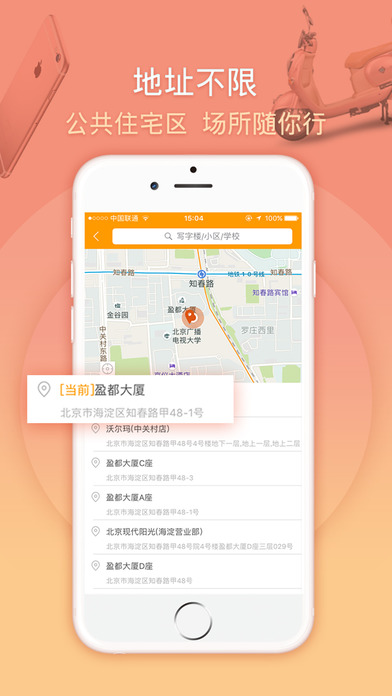 地址不限
公共住宅区 场所随你行
中国联通
15:04
写字楼/小区/学校
知春路
地铁10号线
知春路
知春路宾馆
金谷园
盈都大厦
中关村东路
北京广播
电视大学
罗庄西里
[当前]盈都大厦
北京市海淀区知春路甲48-1号
沃尔玛(中关村店)
北京市海淀区知春路甲48号4号楼地下一层,地上一层,地上二层
盈都大厦C座
北京市海淀区知春路甲48-3
盈都大厦A座
北京市海淀区知春路甲48-1号
北京现代阳光(海淀营业部)
北京市海淀区知春路甲48号院4号楼盈都大厦D座三层029号
盈都大厦D座
北京市海淀区知春路甲48号